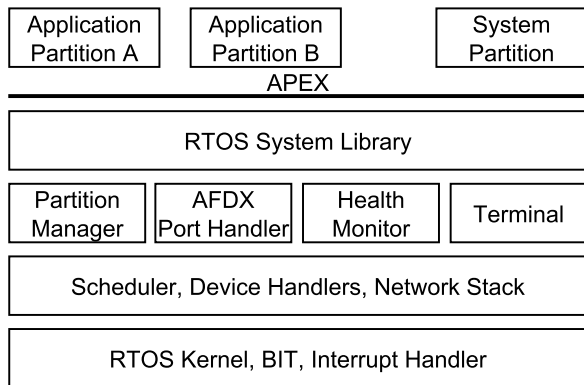 Application
Partition A
Application
Partition B
System
Partition
APEX
RTOS System Library
Partition
Manager
AFDX
Port Handler
Health
Monitor
Terminal
Scheduler, Device Handlers, Network Stack
RTOS Kernel, BIT, Interrupt Handler